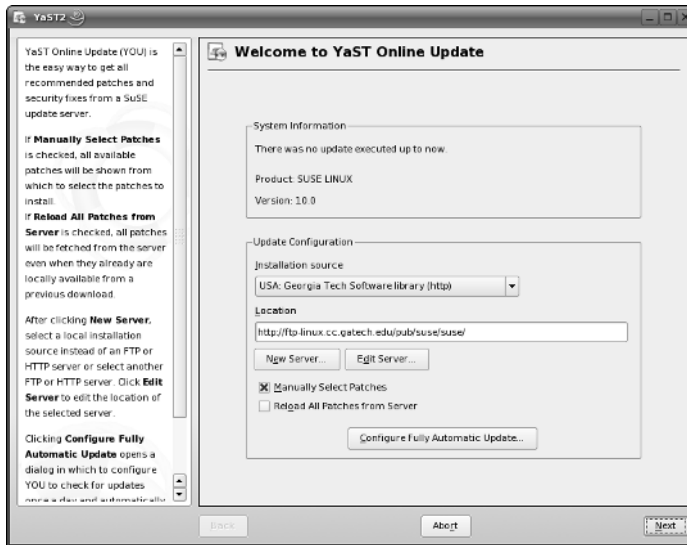 YaST2
YaST Online Update (YOU) is
the easy way to get all
recommended patches and
security fixes from a SuSE
update server.
If Manually Select Patches
is checked, all available
patches will be shown from
which to select the patches to
install.
If Reload All Patches from
Server is checked, all patches
will be fetched from the server
even when they already are
locally available from a
previous download.
After clicking New Server,
select a local installation
source instead of an FTP or
HTTP server or select another
FTP or HTTP server. Click Edit
Server to edit the location of
the selected server.
Clicking Configure Fully
Automatic Update opens a
dialog in which to configure
YOU to check for updates
once a day and automatically
Welcome to YaST Online Update
System Information
There was no update executed up to now.
Product: SUSE LINUX
Version: 10.0
Update Configuration
Installation source
USA: Georgia Tech Software library (http)
Location
http://ftp-linux.cc.gatech.edu/pub/suse/suse/
New Server... Edit Server...
Manually Select Patches
Reload All Patches from Server
Configure Fully Automatic Update...
Back Abort Next